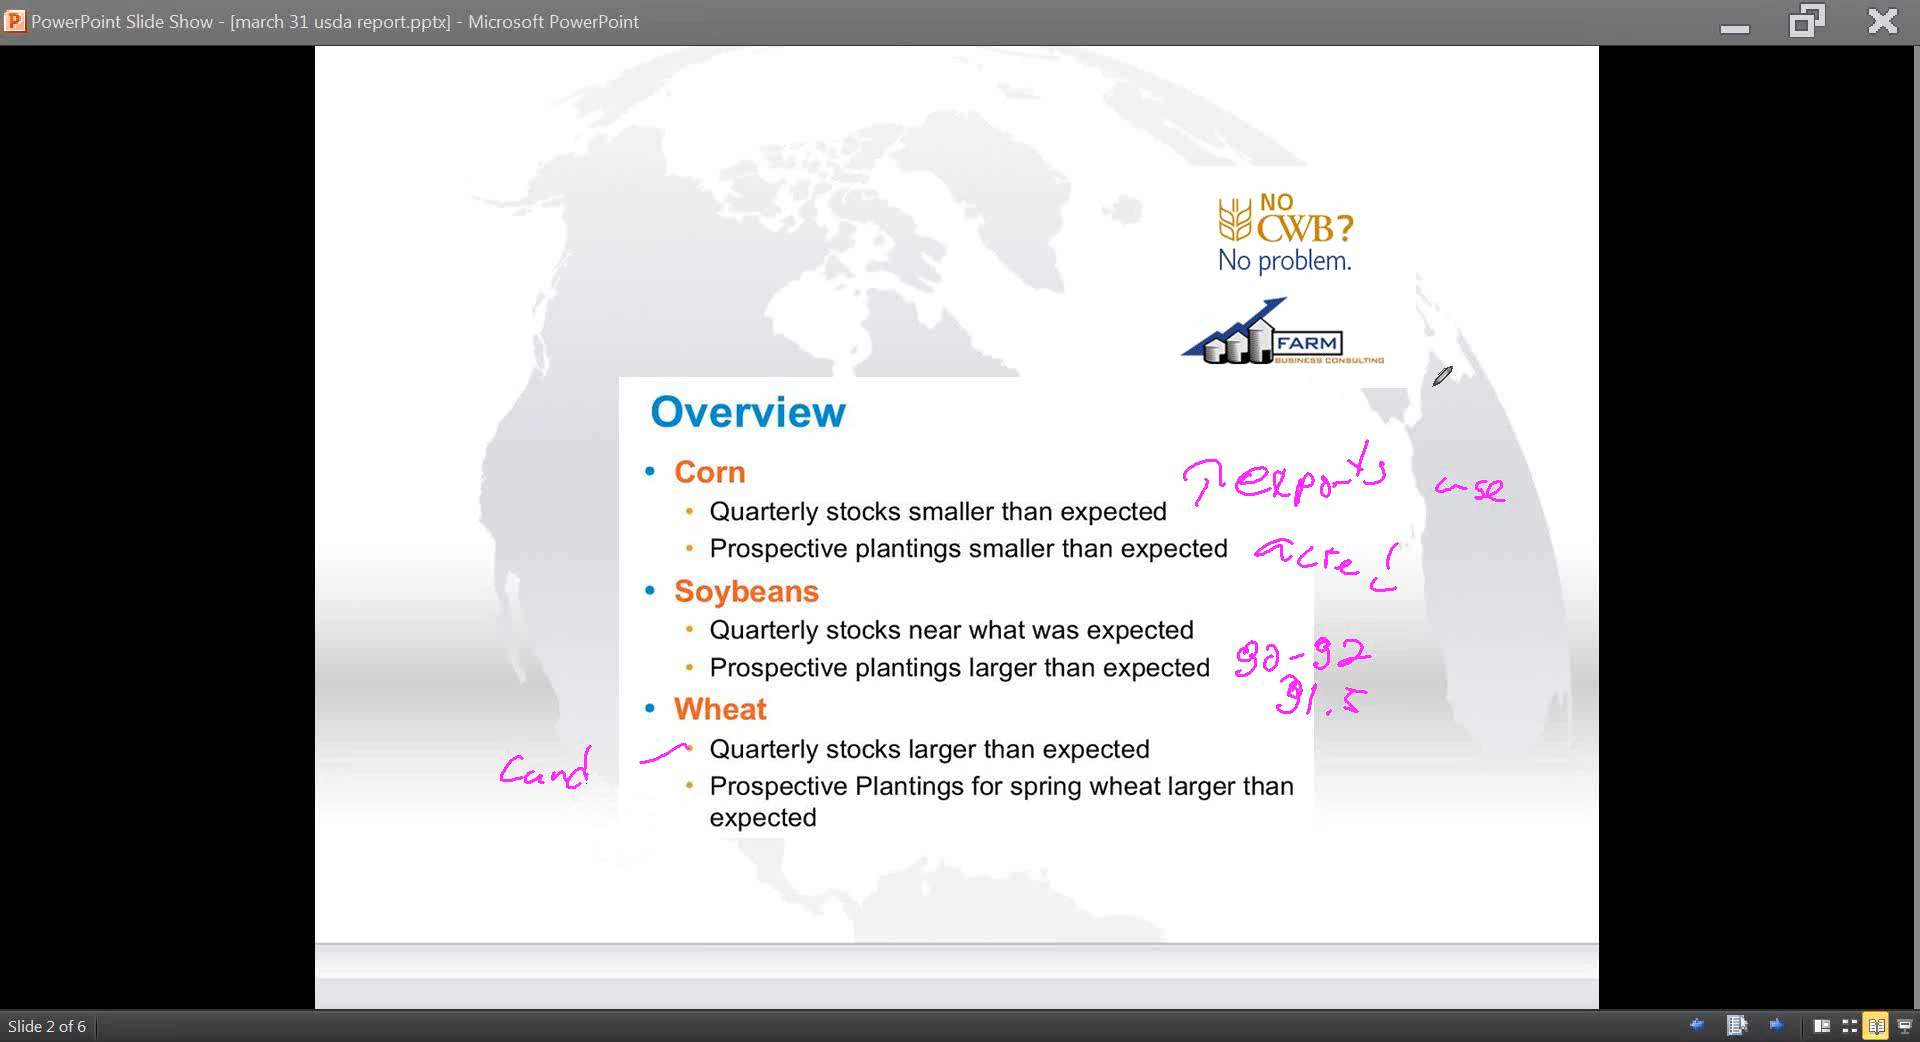 PowerPoint Slide Show - [march 31 usda report.pptx] - Microsoft PowerPoint
NO
CWB?
No problem.
FARM
BUSINESS CONSULTING
Overview
• Corn
• Quarterly stocks smaller than expected
exports use
• Prospective plantings smaller than expected
• Soybeans
• Quarterly stocks near what was expected
• Prospective plantings larger than expected
90-92
91.5
• Wheat
• Quarterly stocks larger than expected
• Prospective Plantings for spring wheat larger than
expected
Slide 2 of 6